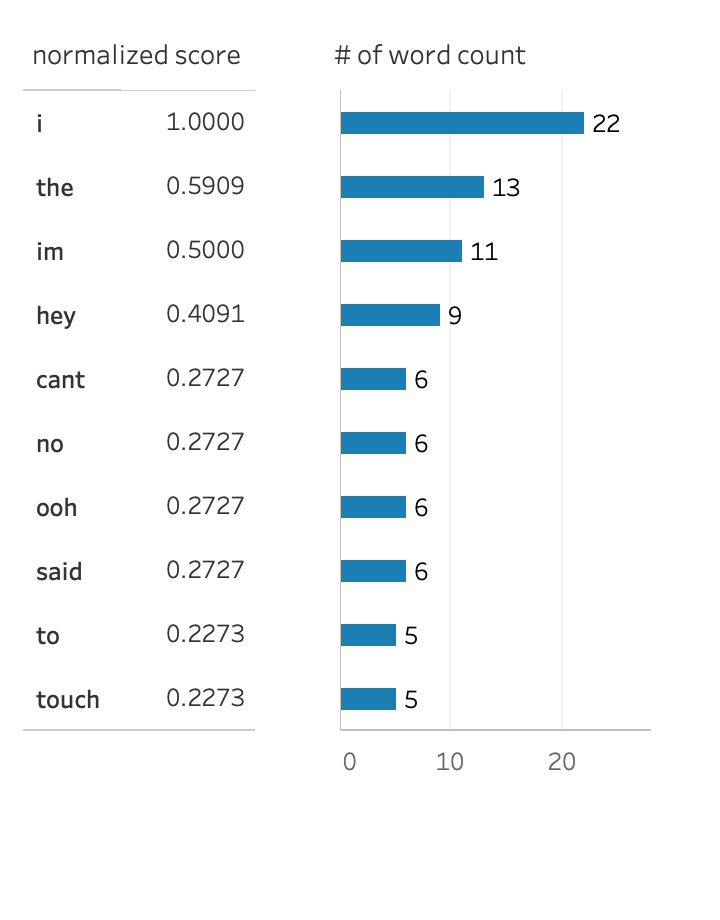 normalized score # of word count
i 1.0000 22
the 0.5909 13
im 0.5000 11
hey 0.4091 9
cant 0.2727 6
no 0.2727 6
ooh 0.2727 6
said 0.2727 6
to 0.2273 5
touch 0.2273 5
0 10 20